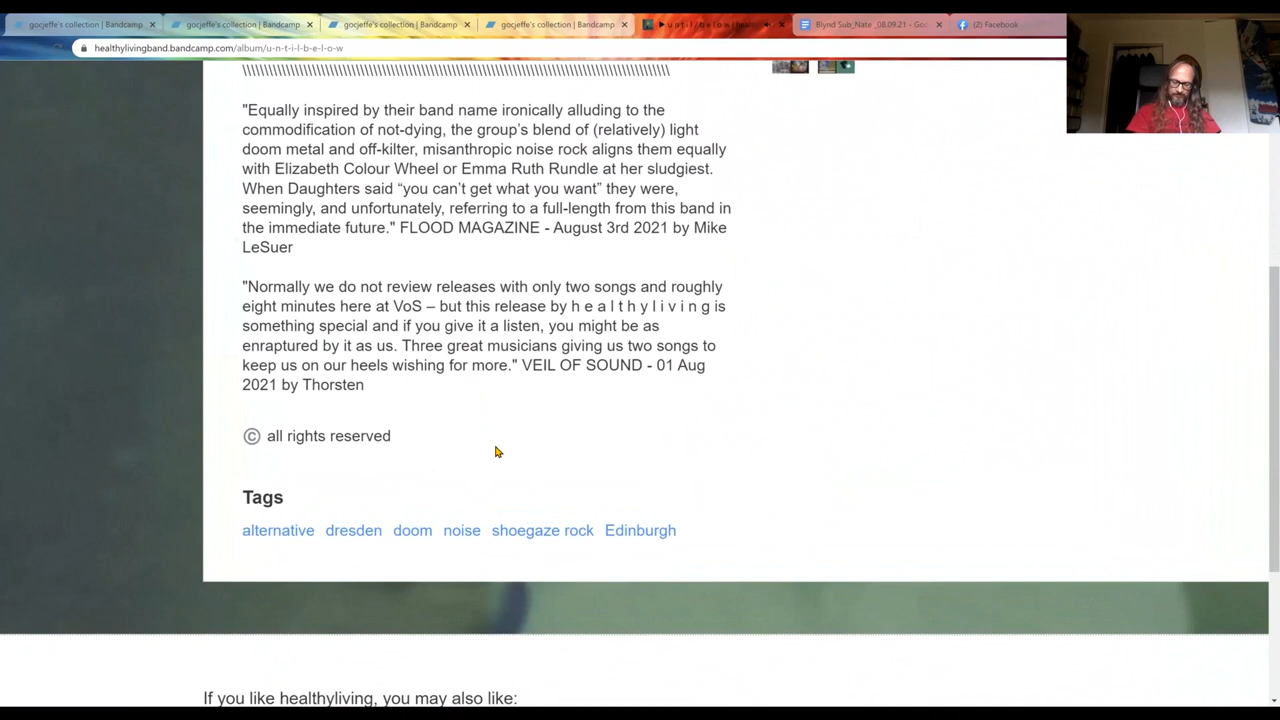 gocjeffe's collection | Bandcamp
gocjeffe's collection | Bandcamp
gocjeffe's collection | Bandcamp
gocjeffe's collection | Bandcamp
Blynd Sub_Nate _08.09.21 - Goo
(2) Facebook
healthylivingband.bandcamp.com/album/u-n-t-i-l-b-e-l-o-w
\\\\\\\\\\\\\\\\\\\\\\\\\\\\\\\\\\\\\\\\\\\\\\\\\\\\\\\\\\\\\\\\\\\\\\\\\\\\\\\\\\\\
"Equally inspired by their band name ironically alluding to the
commodification of not-dying, the group’s blend of (relatively) light
doom metal and off-kilter, misanthropic noise rock aligns them equally
with Elizabeth Colour Wheel or Emma Ruth Rundle at her sludgiest.
When Daughters said “you can’t get what you want” they were,
seemingly, and unfortunately, referring to a full-length from this band in
the immediate future." FLOOD MAGAZINE - August 3rd 2021 by Mike
LeSuer
"Normally we do not review releases with only two songs and roughly
eight minutes here at VoS – but this release by h e a l t h y l i v i n g is
something special and if you give it a listen, you might be as
enraptured by it as us. Three great musicians giving us two songs to
keep us on our heels wishing for more." VEIL OF SOUND - 01 Aug
2021 by Thorsten
© all rights reserved
Tags
alternative dresden doom noise shoegaze rock Edinburgh
If you like healthyliving, you may also like: